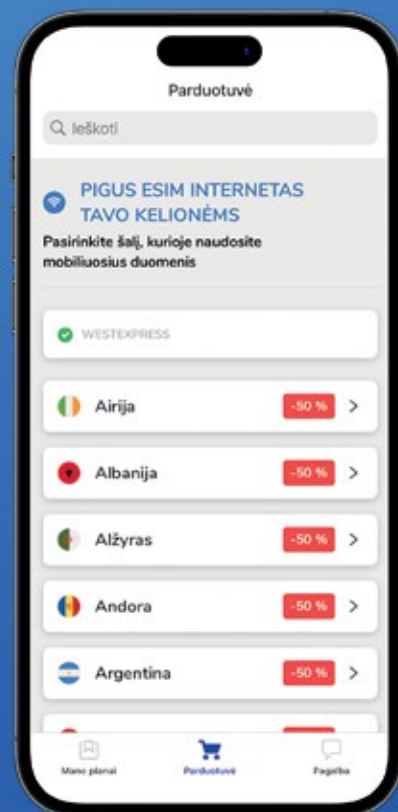 Parduotuvė
Ieškoti
PIGUS ESIM INTERNETAS
TAVO KELIONĖMS
Pasirinkite šalį, kurioje naudosite
mobiliuosius duomenis
WESTEXPRESS
Airija -50 %
Albanija -50 %
Alžyras -50 %
Andora -50 %
Argentina -50 %
Mano planai Parduotuvė Pagalba